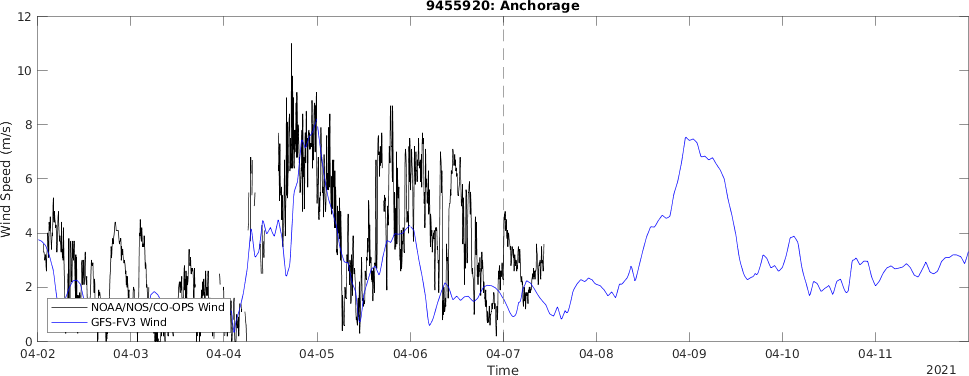 9455920: Anchorage
12
10
8
6
4
2
0
Wind Speed (m/s)
NOAA/NOS/CO-OPS Wind
GFS-FV3 Wind
04-02 04-03 04-04 04-05 04-06 04-07 04-08 04-09 04-10 04-11
Time
2021